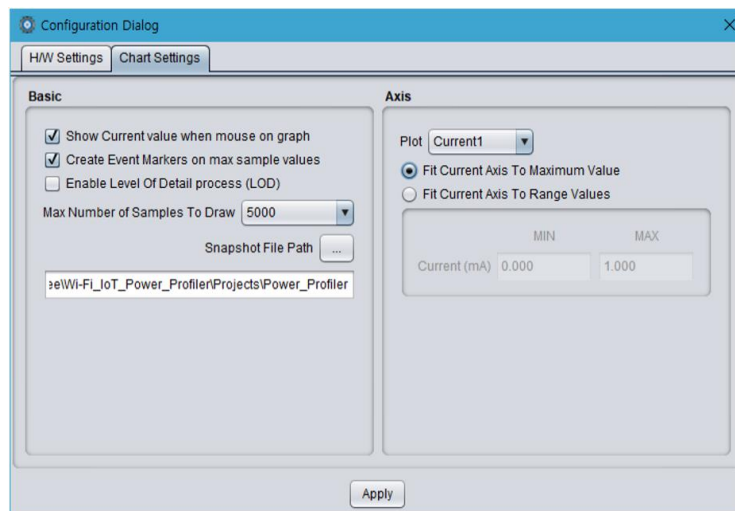 Configuration Dialog
H/W Settings
Chart Settings
Basic
Show Current value when mouse on graph
Create Event Markers on max sample values
Enable Level Of Detail process (LOD)
Max Number of Samples To Draw 5000
Snapshot File Path ...
e\Wi-Fi_IoT_Power_Profiler\Projects\Power_Profiler
Axis
Plot Current1
Fit Current Axis To Maximum Value
Fit Current Axis To Range Values
MIN MAX
Current (mA) 0.000 1.000
Apply